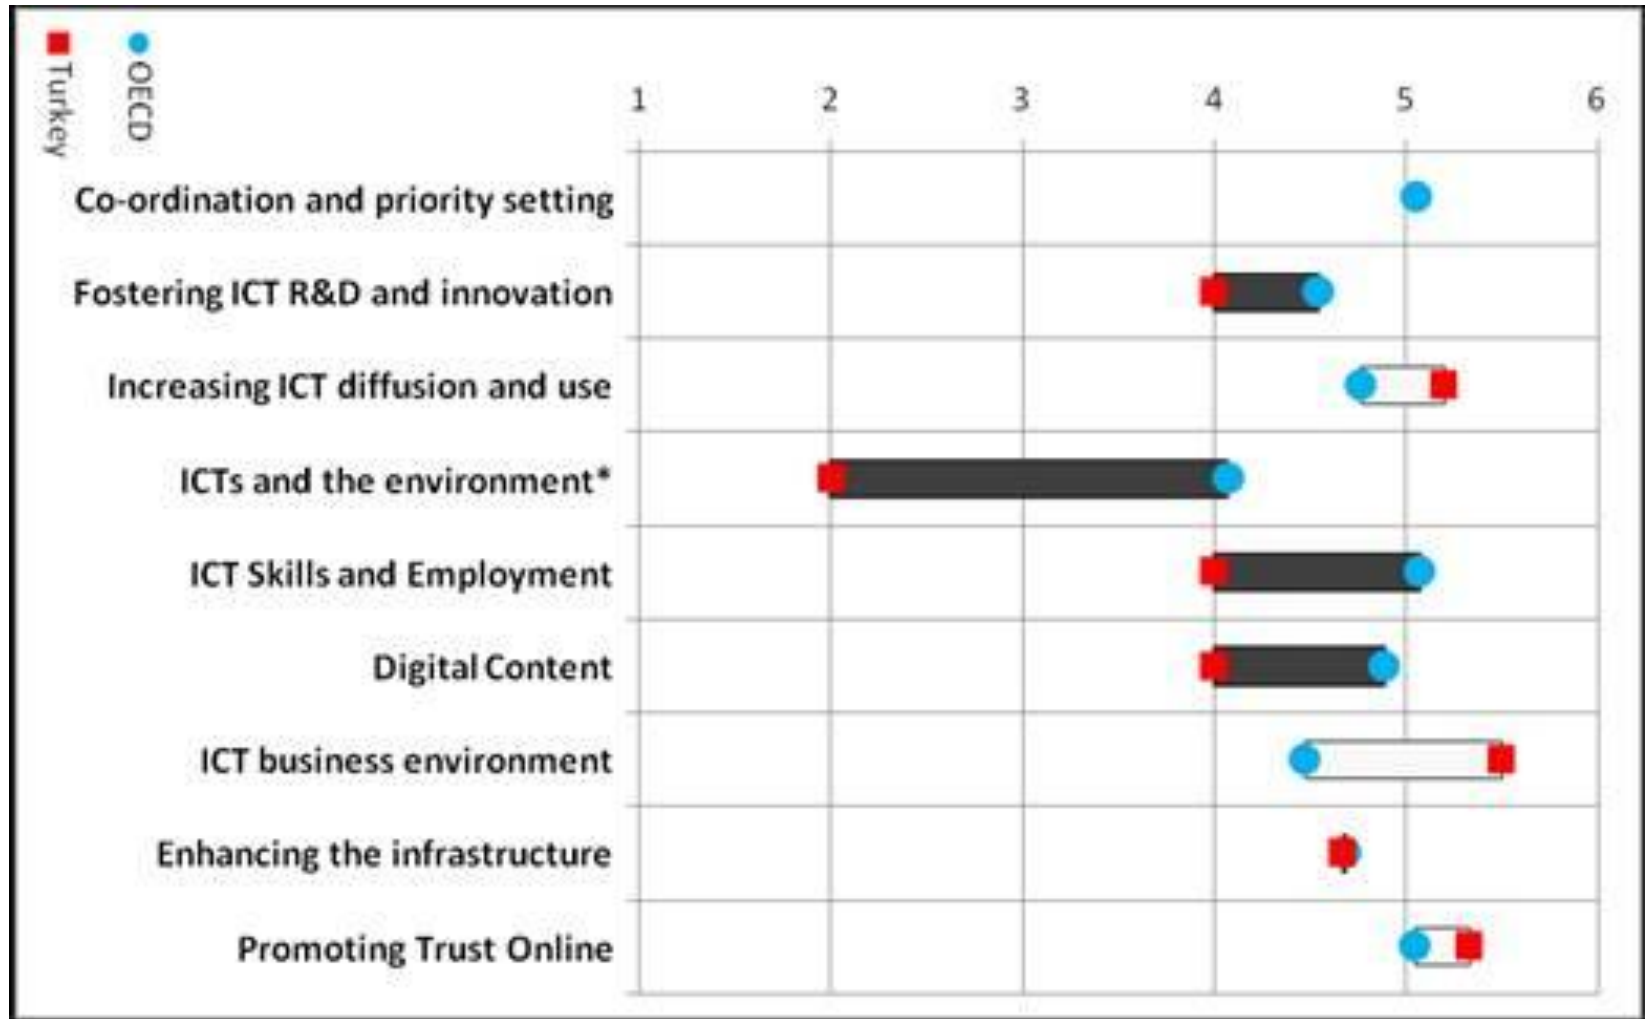 Turkey
OECD
1 2 3 4 5 6
Co-ordination and priority setting
Fostering ICT R&D and innovation
Increasing ICT diffusion and use
ICTs and the environment*
ICT Skills and Employment
Digital Content
ICT business environment
Enhancing the infrastructure
Promoting Trust Online